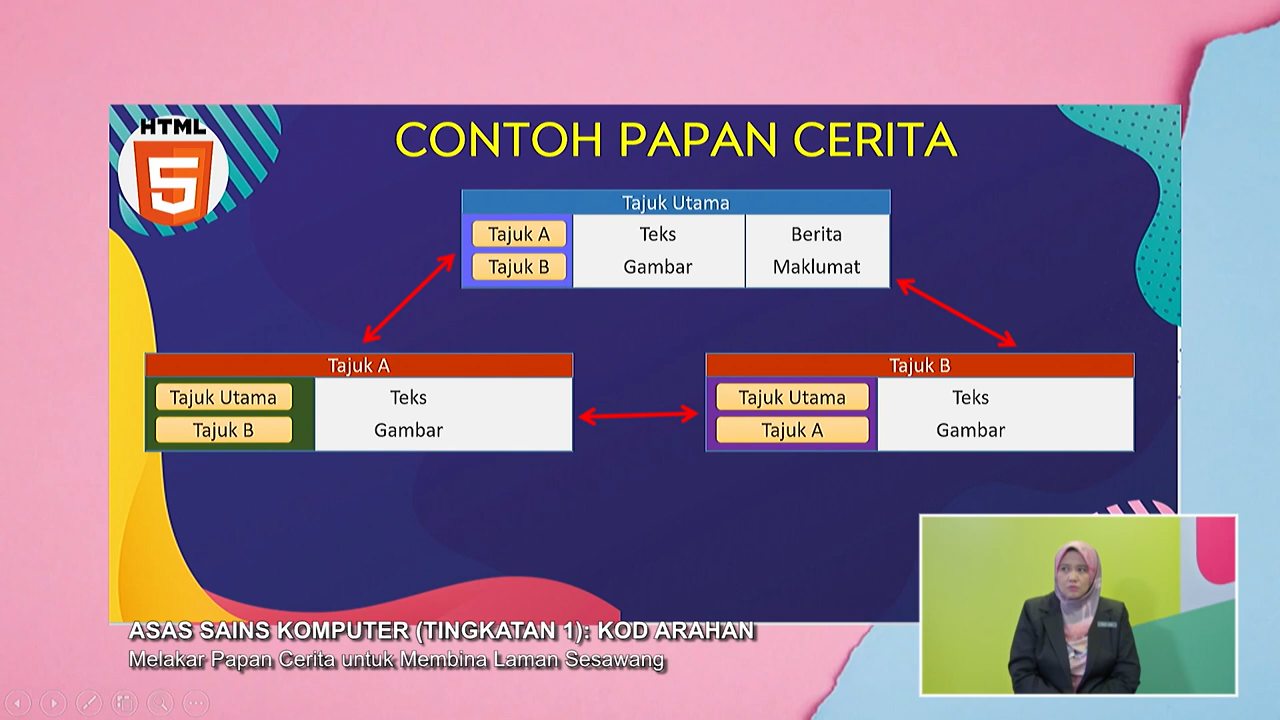 HTML
5
CONTOH PAPAN CERITA
Tajuk Utama
Tajuk A
Teks
Berita
Tajuk B
Gambar
Maklumat
Tajuk A
Tajuk Utama
Teks
Tajuk B
Gambar
Tajuk B
Tajuk Utama
Teks
Tajuk A
Gambar
ASAS SAINS KOMPUTER (TINGKATAN 1): KOD ARAHAN
Melakar Papan Cerita untuk Membina Laman Sesawang